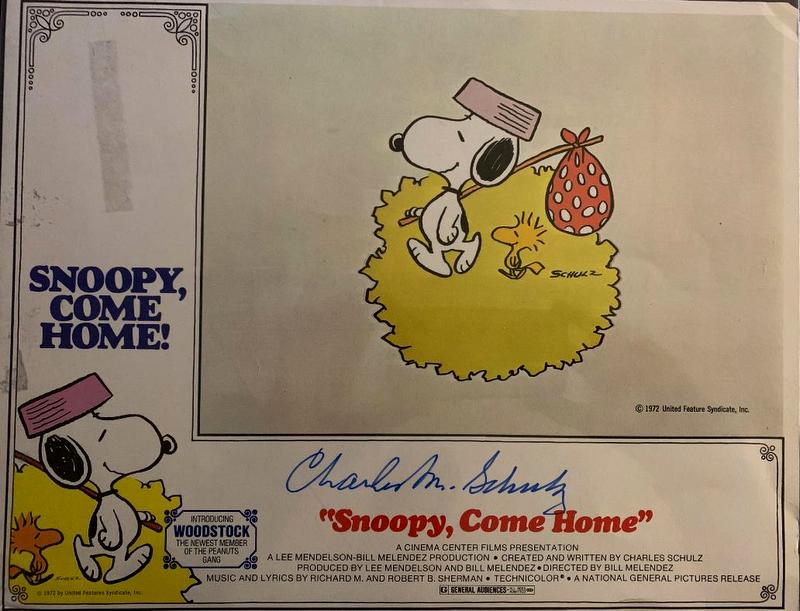 SCHULZ
© 1972 United Feature Syndicate, Inc.
SNOOPY,
COME
HOME!
SCHULZ
© 1972 by United Features Syndicate, Inc.
INTRODUCING
WOODSTOCK
THE NEWEST MEMBER
OF THE PEANUTS
GANG
Charles M. Schulz
"Snoopy, Come Home"
A CINEMA CENTER FILMS PRESENTATION
A LEE MENDELSON-BILL MELENDEZ PRODUCTION • CREATED AND WRITTEN BY CHARLES SCHULZ
PRODUCED BY LEE MENDELSON AND BILL MELENDEZ • DIRECTED BY BILL MELENDEZ
MUSIC AND LYRICS BY RICHARD M. AND ROBERT B. SHERMAN • TECHNICOLOR® • A NATIONAL GENERAL PICTURES RELEASE
G GENERAL AUDIENCES